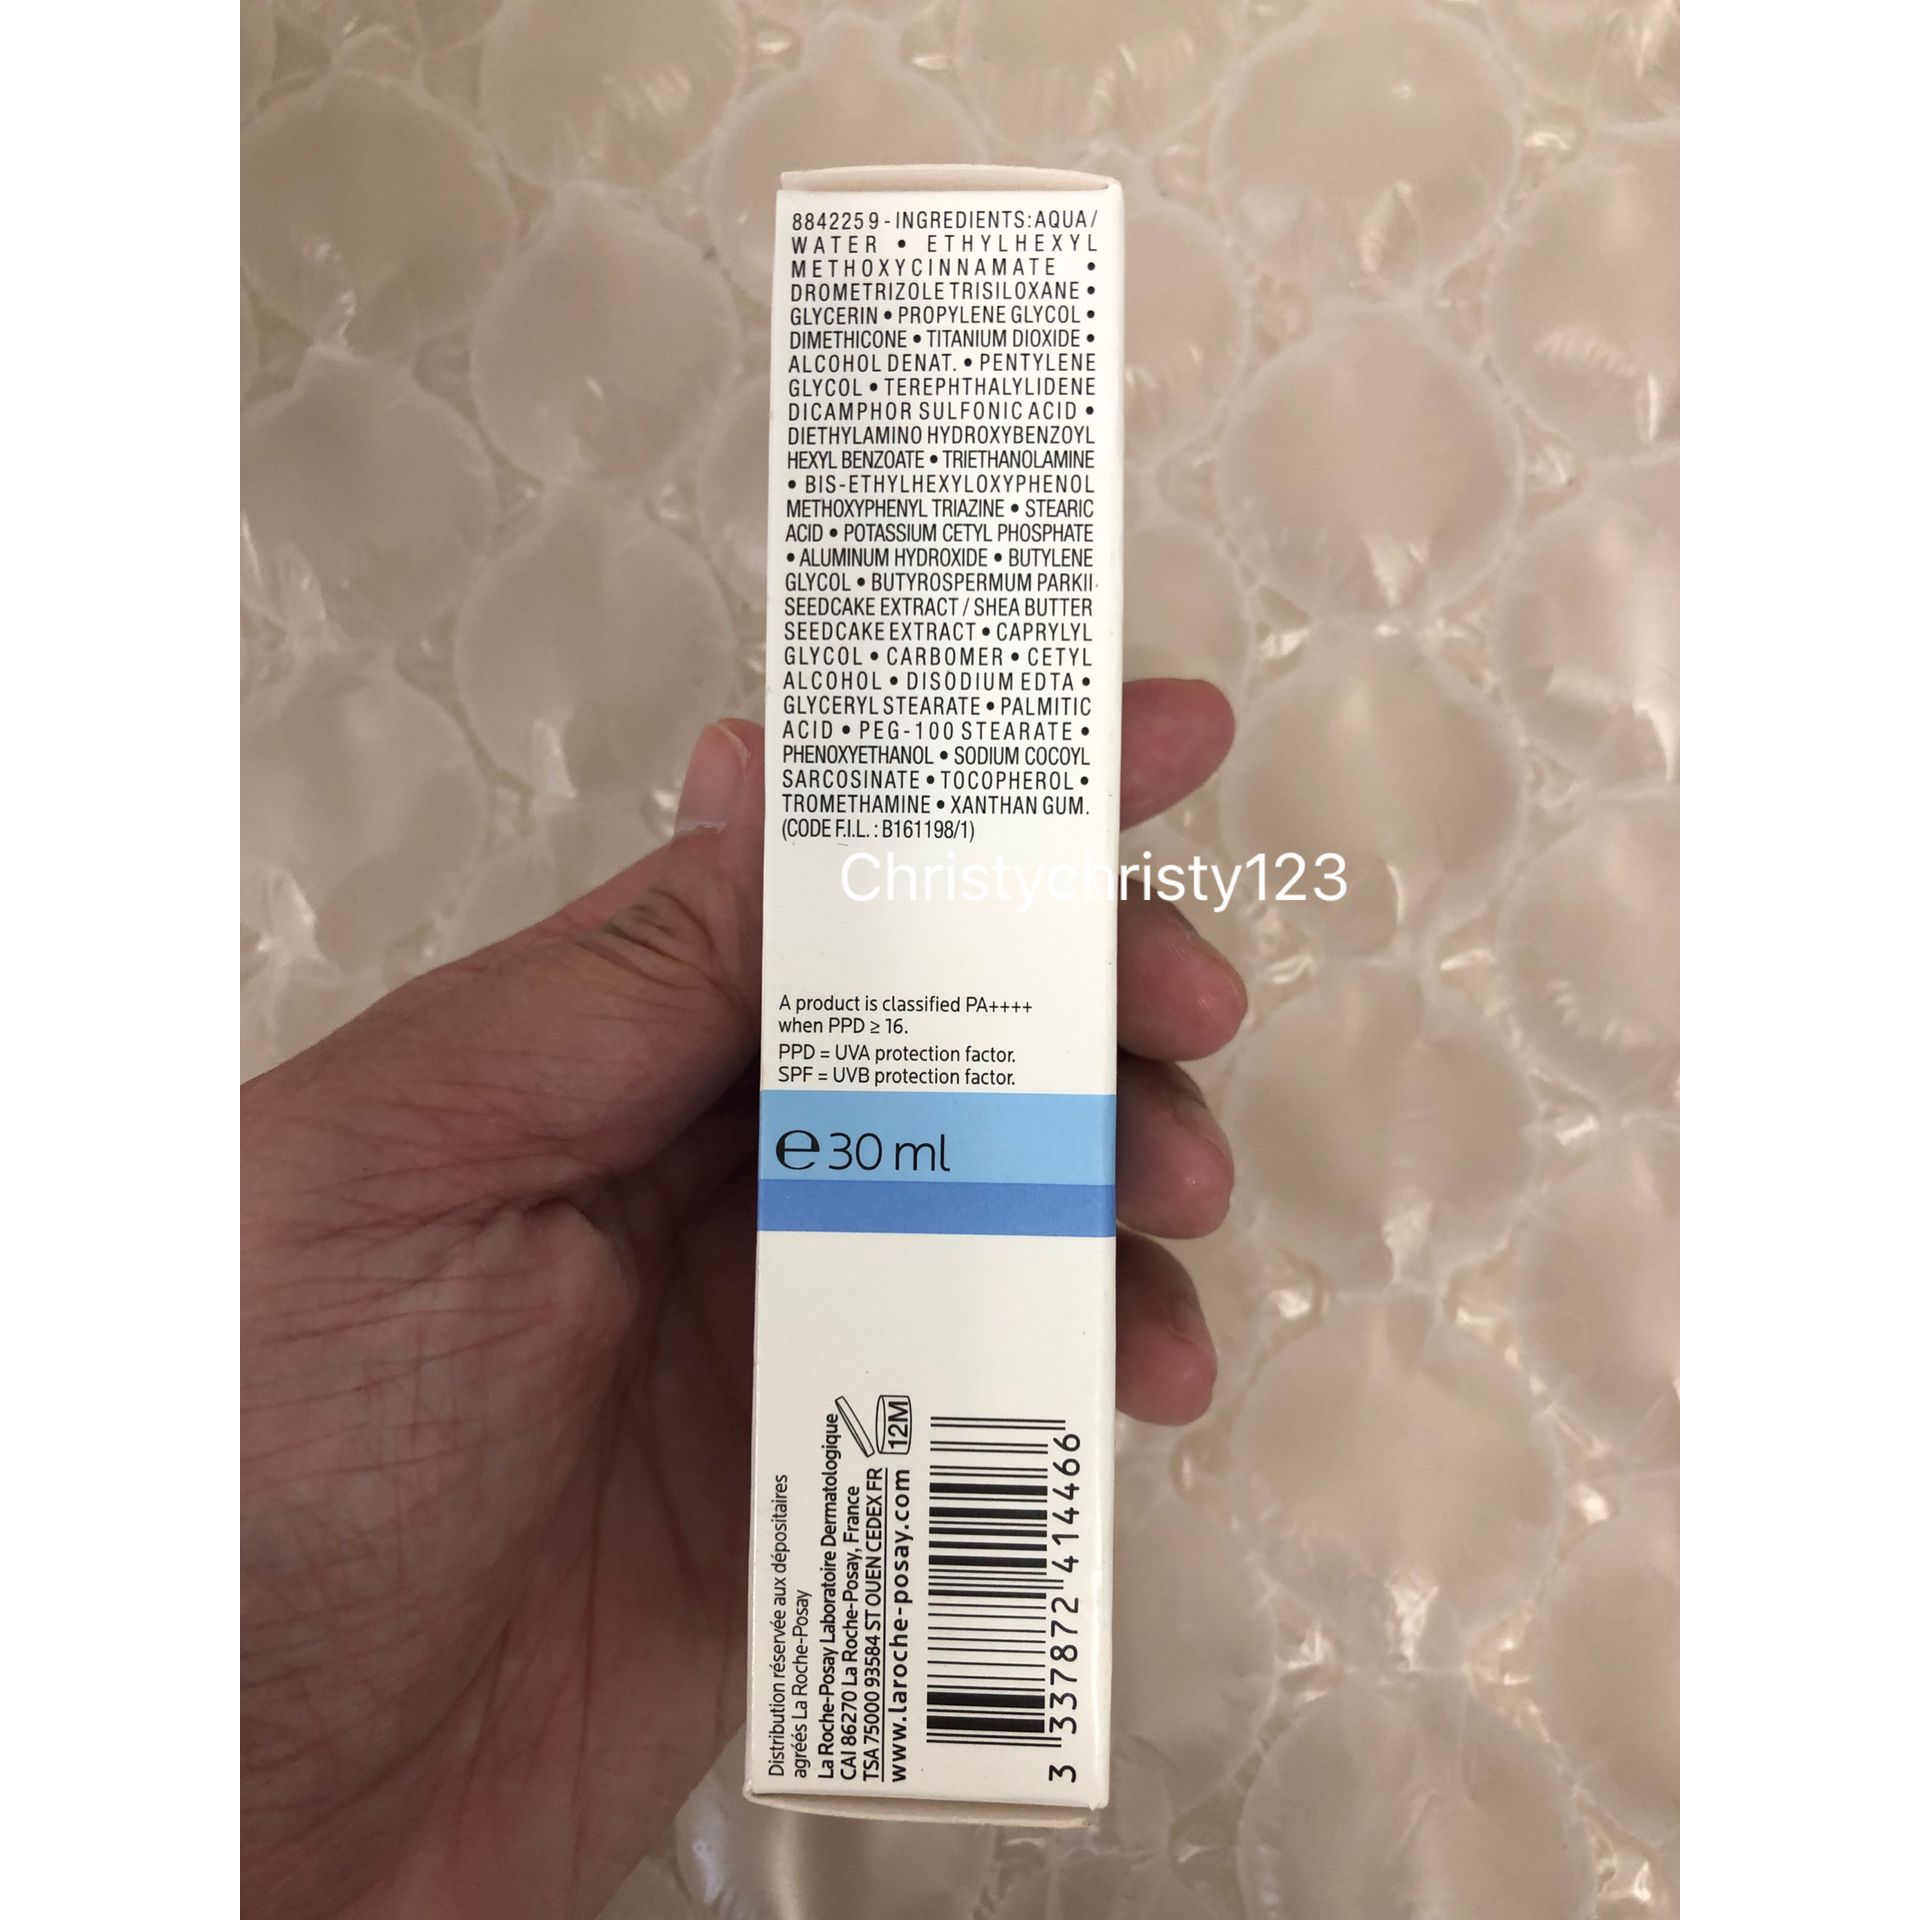 8842259 - INGREDIENTS: AQUA /
WATER • ETHYLHEXYL
METHOXYCINNAMATE •
DROMETRIZOLE TRISILOXANE •
GLYCERIN • PROPYLENE GLYCOL •
DIMETHICONE • TITANIUM DIOXIDE •
ALCOHOL DENAT. • PENTYLENE
GLYCOL • TEREPHTHALYLIDENE
DICAMPHOR SULFONIC ACID •
DIETHYLAMINO HYDROXYBENZOYL
HEXYL BENZOATE • TRIETHANOLAMINE
• BIS-ETHYLHEXYLOXYPHENOL
METHOXYPHENYL TRIAZINE • STEARIC
ACID • POTASSIUM CETYL PHOSPHATE
• ALUMINUM HYDROXIDE • BUTYLENE
GLYCOL • BUTYROSPERMUM PARKII
SEEDCAKE EXTRACT / SHEA BUTTER
SEEDCAKE EXTRACT • CAPRYLYL
GLYCOL • CARBOMER • CETYL
ALCOHOL • DISODIUM EDTA •
GLYCERYL STEARATE • PALMITIC
ACID • PEG-100 STEARATE •
PHENOXYETHANOL • SODIUM COCOYL
SARCOSINATE • TOCOPHEROL •
TROMETHAMINE • XANTHAN GUM.
(CODE F.I.L. : B161198/1)
Christychristy123
A product is classified PA++++
when PPD ≥ 16.
PPD = UVA protection factor.
SPF = UVB protection factor.
e 30 ml
Distribution réservée aux dépositaires
agréés La Roche-Posay
La Roche-Posay Laboratoire Dermatologique
CAI 86270 La Roche-Posay, France
TSA 75000 93584 ST OUEN CEDEX FR
www.laroche-posay.com
12M
3 337872 414466